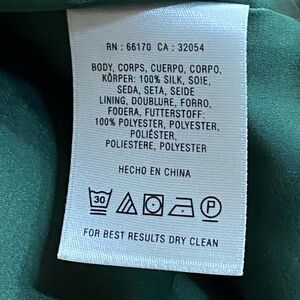 RN : 66170 CA : 32054
BODY, CORPS, CUERPO, CORPO,
KÖRPER: 100% SILK, SOIE,
SEDA, SETA, SEIDE
LINING, DOUBLURE, FORRO,
FODERA, FUTTERSTOFF:
100% POLYESTER, POLYESTER,
POLIÉSTER,
POLIESTERE, POLYESTER
HECHO EN CHINA
30 P
FOR BEST RESULTS DRY CLEAN